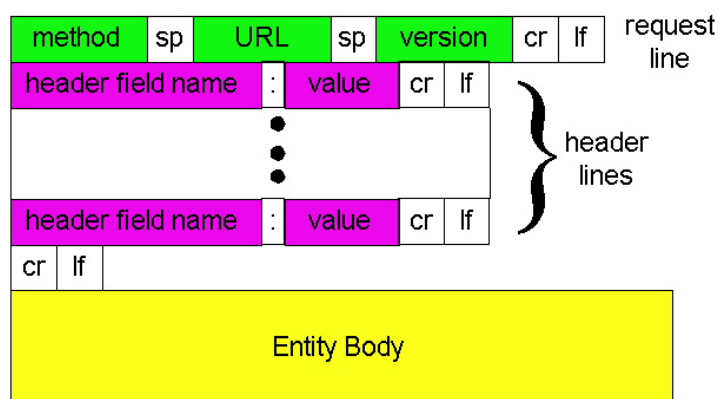 method sp URL sp version cr lf request line
header field name : value cr lf
header lines
header field name : value cr lf
cr lf
Entity Body